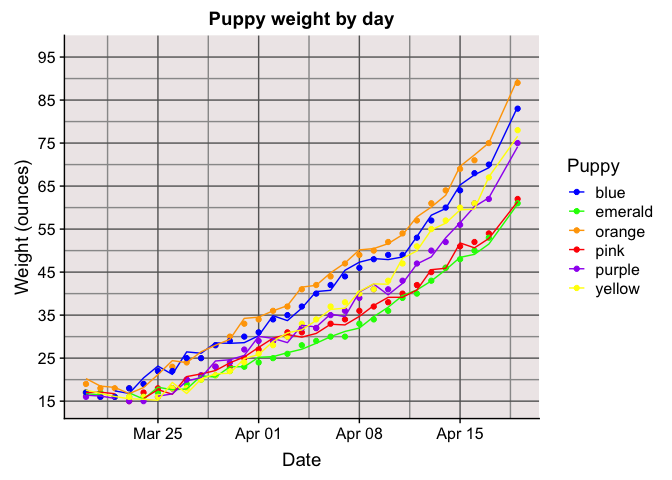 Puppy weight by day
95
85
75
65
55
45
35
25
15
Weight (ounces)
Mar 25
Apr 01
Apr 08
Apr 15
Date
Puppy
blue
emerald
orange
pink
purple
yellow